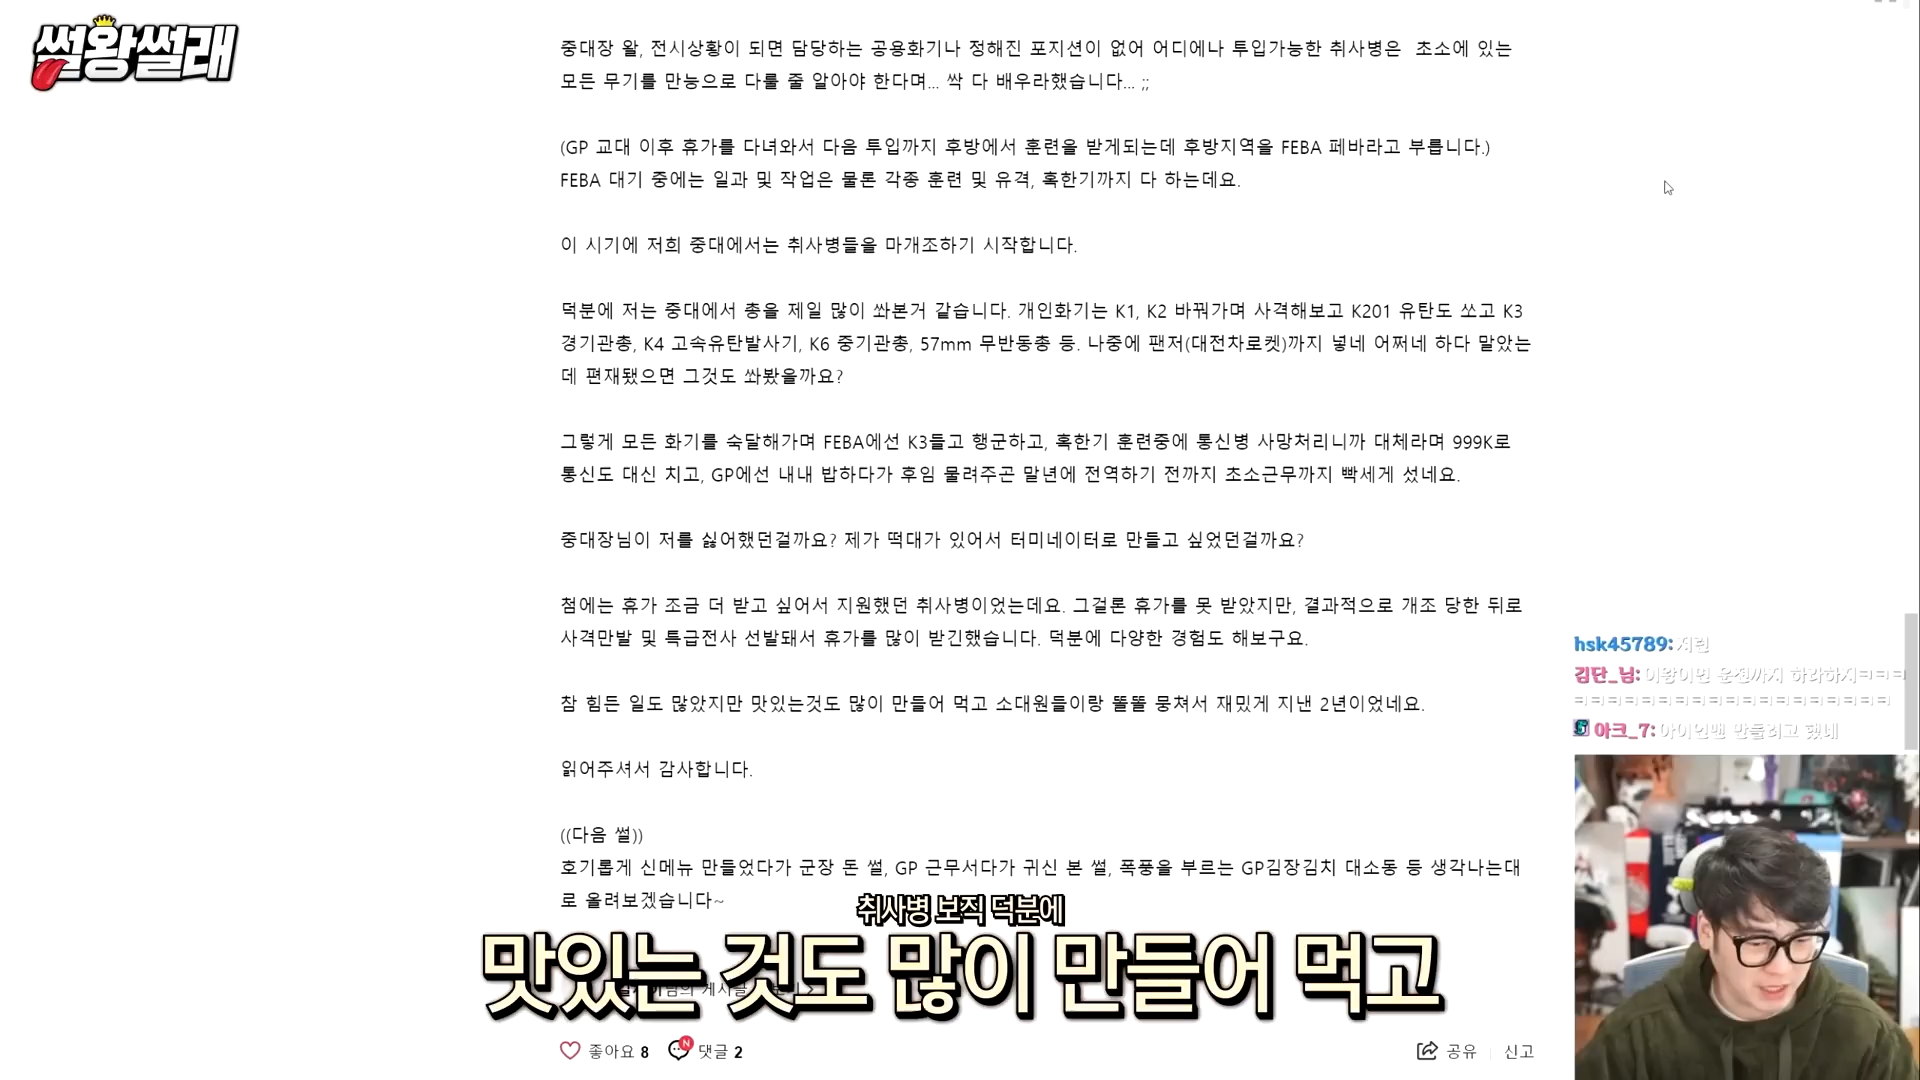 썰왕썰래
중대장 왈, 전시상황이 되면 담당하는 공용화기나 정해진 포지션이 없어 어디에나 투입가능한 취사병은 초소에 있는
모든 무기를 만능으로 다룰 줄 알아야 한다며... 싹 다 배우라했습니다... ;;
(GP 교대 이후 휴가를 다녀와서 다음 투입까지 후방에서 훈련을 받게되는데 후방지역을 FEBA 페바라고 부릅니다.)
FEBA 대기 중에는 일과 및 작업은 물론 각종 훈련 및 유격, 혹한기까지 다 하는데요.
이 시기에 저희 중대에서는 취사병들을 마개조하기 시작합니다.
덕분에 저는 중대에서 총을 제일 많이 쏴본거 같습니다. 개인화기는 K1, K2 바꿔가며 사격해보고 K201 유탄도 쏘고 K3
경기관총, K4 고속유탄발사기, K6 중기관총, 57mm 무반동총 등. 나중에 팬저(대전차로켓)까지 넣네 어쩌네 하다 말았는
데 편재됐으면 그것도 쏴봤을까요?
그렇게 모든 화기를 숙달해가며 FEBA에선 K3들고 행군하고, 혹한기 훈련중에 통신병 사망처리니까 대체라며 999K로
통신도 대신 치고, GP에선 내내 밥하다가 후임 물려주곤 말년에 전역하기 전까지 초소근무까지 빡세게 섰네요.
중대장님이 저를 싫어했던걸까요? 제가 떡대가 있어서 터미네이터로 만들고 싶었던걸까요?
첨에는 휴가 조금 더 받고 싶어서 지원했던 취사병이었는데요. 그걸론 휴가를 못 받았지만, 결과적으로 개조 당한 뒤로
사격만발 및 특급전사 선발돼서 휴가를 많이 받긴했습니다. 덕분에 다양한 경험도 해보구요.
참 힘든 일도 많았지만 맛있는것도 많이 만들어 먹고 소대원들이랑 똘똘 뭉쳐서 재밌게 지낸 2년이었네요.
읽어주셔서 감사합니다.
((다음 썰))
호기롭게 신메뉴 만들었다가 군장 돈 썰, GP 근무서다가 귀신 본 썰, 폭풍을 부르는 GP김장김치 대소동 등 생각나는대
로 올려보겠습니다~
취사병 보직 덕분에
맛있는 것도 많이 만들어 먹고
좋아요 8 댓글 2 공유 신고
hsk45789: 저런
김단_님: 이왕이면 운전까지 하라하지ㅋㅋㅋ
ㅋㅋㅋㅋㅋㅋㅋㅋㅋㅋㅋㅋㅋㅋㅋㅋㅋㅋㅋ
아크_7: 아이언맨 만들려고 했네